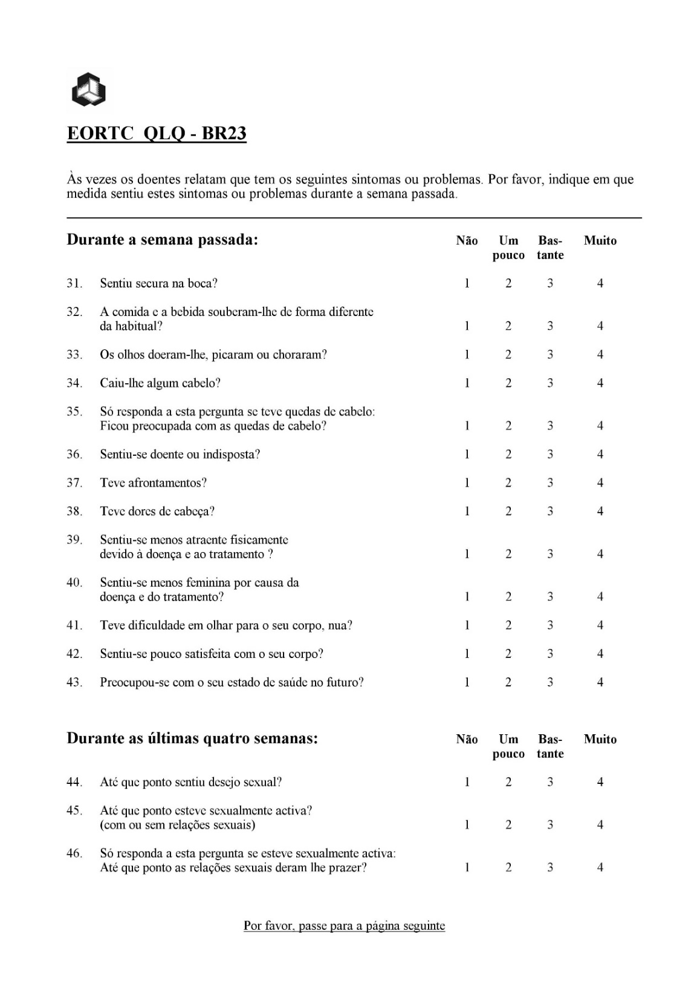 EORTC QLQ - BR23
Às vezes os doentes relatam que tem os seguintes sintomas ou problemas. Por favor, indique em que
medida sentiu estes sintomas ou problemas durante a semana passada.
Durante a semana passada: Não Um Bas- Muito
pouco tante
31. Sentiu secura na boca? 1 2 3 4
32. A comida e a bebida souberam-lhe de forma diferente
da habitual? 1 2 3 4
33. Os olhos doeram-lhe, picaram ou choraram? 1 2 3 4
34. Caiu-lhe algum cabelo? 1 2 3 4
35. Só responda a esta pergunta se teve quedas de cabelo:
Ficou preocupada com as quedas de cabelo? 1 2 3 4
36. Sentiu-se doente ou indisposta? 1 2 3 4
37. Teve afrontamentos? 1 2 3 4
38. Teve dores de cabeça? 1 2 3 4
39. Sentiu-se menos atraente fisicamente
devido à doença e ao tratamento ? 1 2 3 4
40. Sentiu-se menos feminina por causa da
doença e do tratamento? 1 2 3 4
41. Teve dificuldade em olhar para o seu corpo, nua? 1 2 3 4
42. Sentiu-se pouco satisfeita com o seu corpo? 1 2 3 4
43. Preocupou-se com o seu estado de saúde no futuro? 1 2 3 4
Durante as últimas quatro semanas: Não Um Bas- Muito
pouco tante
44. Até que ponto sentiu desejo sexual? 1 2 3 4
45. Até que ponto esteve sexualmente activa?
(com ou sem relações sexuais) 1 2 3 4
46. Só responda a esta pergunta se esteve sexualmente activa:
Até que ponto as relações sexuais deram lhe prazer? 1 2 3 4
Por favor, passe para a página seguinte